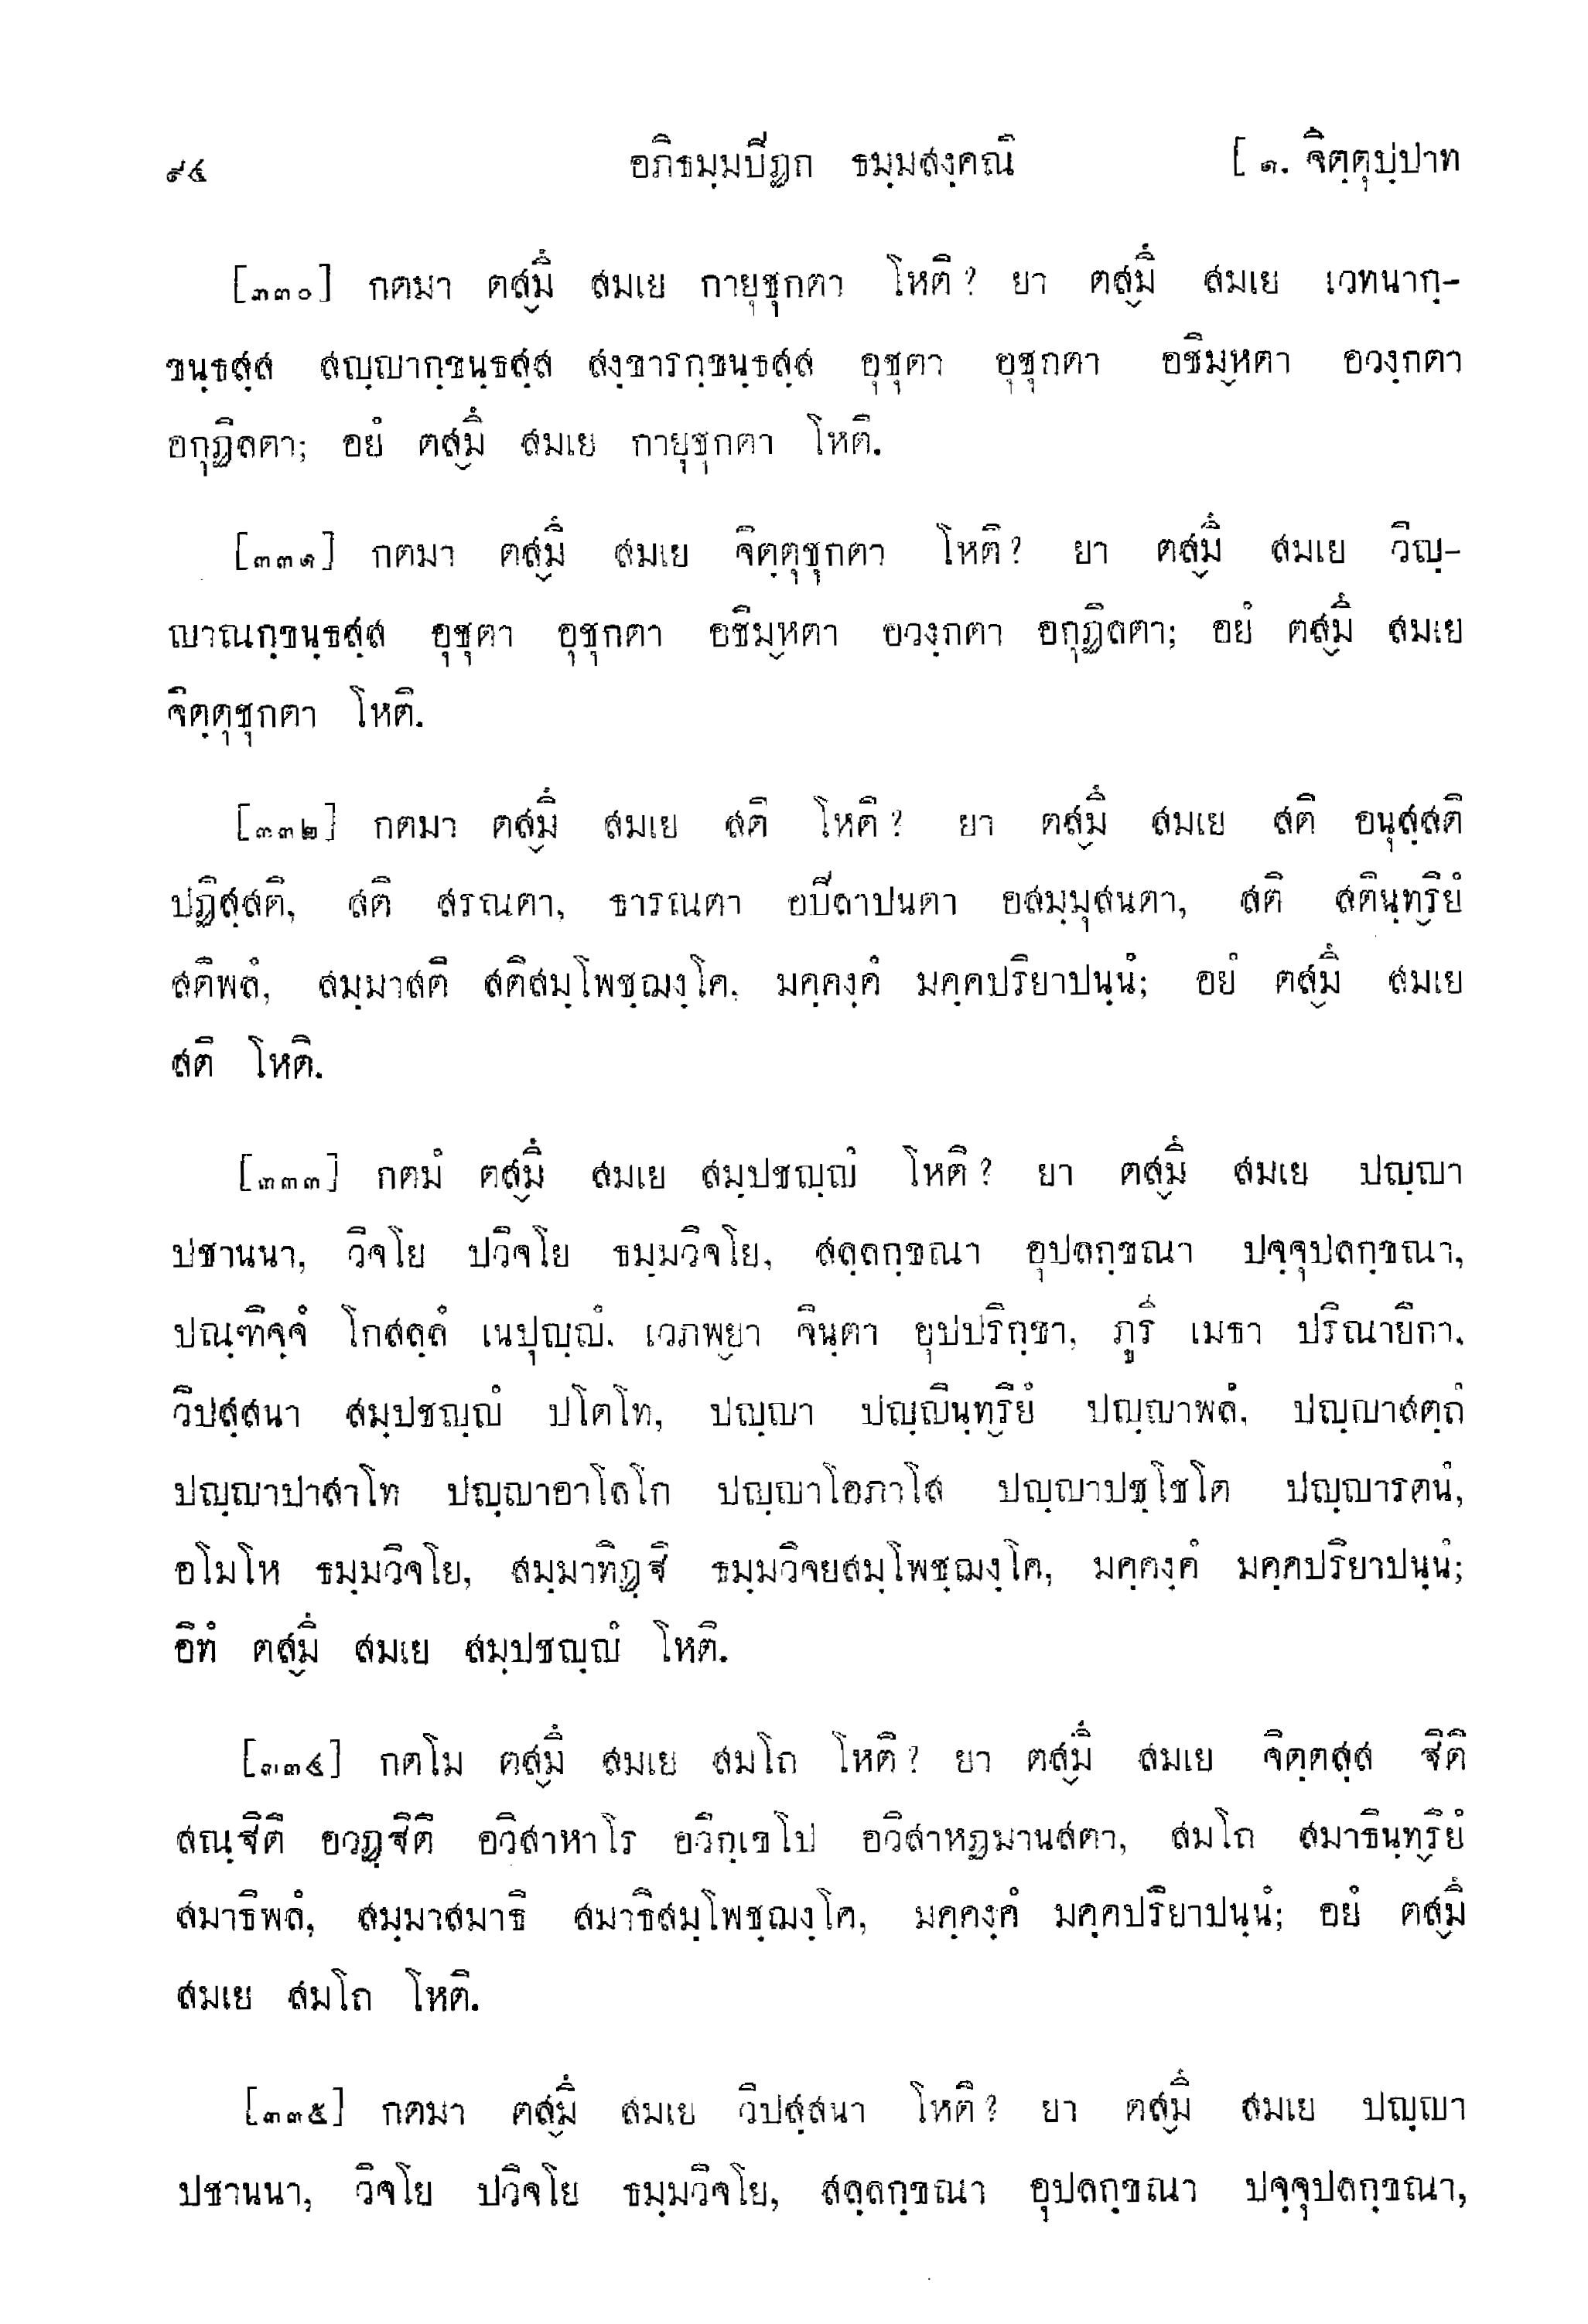 ๙๔ อภิธมฺมปิฏก ธมฺมสงฺคณิ [ ๑. จิตฺตุปฺปาท
[๓๓๐] กตมา ตส๎มึ สมเย กายุชุกตา โหติ? ยา ตส๎มึ สมเย เวทนากฺ-
ขนฺธสฺส สญฺญากฺขนฺธสฺส สงฺขารกฺขนฺธสฺส อุชุตา อุชุกตา อชิม๎หตา อวงฺกตา
อกุฏิลตา; อยํ ตส๎มึ สมเย กายุชุกตา โหติ.
[๓๓๑] กตมา ตส๎มึ สมเย จิตฺตุชุกตา โหติ? ยา ตส๎มึ สมเย วิญฺ-
ญาณกฺขนฺธสฺส อุชุตา อุชุกตา อชิม๎หตา อวงฺกตา อกุฏิลตา; อยํ ตส๎มึ สมเย
จิตฺตุชุกตา โหติ.
[๓๓๒] กตมา ตส๎มึ สมเย สติ โหติ? ยา ตส๎มึ สมเย สติ อนุสฺสติ
ปฏิสฺสติ, สติ สรณตา, ธารณตา อปิลาปนตา อสมฺมุสนตา, สติ สตินฺท๎ริยํ
สติพลํ, สมฺมาสติ สติสมฺโพชฺฌงฺโค, มคฺคงฺคํ มคฺคปริยาปนฺนํ; อยํ ตส๎มึ สมเย
สติ โหติ.
[๓๓๓] กตมํ ตส๎มึ สมเย สมฺปชญฺญํ โหติ? ยา ตส๎มึ สมเย ปญฺญา
ปชานนา, วิจโย ปวิจโย ธมฺมวิจโย, สลฺลกฺขณา อุปลกฺขณา ปจฺจุปลกฺขณา,
ปณฺฑิจฺจํ โกสลฺลํ เนปุญฺญํ, เวภพ๎ยา จินฺตา อุปปริกฺขา, ภูรี เมธา ปริณายิกา,
วิปสฺสนา สมฺปชญฺญํ ปโตโท, ปญฺญา ปญฺญินฺท๎ริยํ ปญฺญาพลํ, ปญฺญาสตฺถํ
ปญฺญาปาสาโท ปญฺญาอาโลโก ปญฺญาโอภาโส ปญฺญาปชฺโชโต ปญฺญารตนํ,
อโมโห ธมฺมวิจโย, สมฺมาทิฏฺฐิ ธมฺมวิจยสมฺโพชฺฌงฺโค, มคฺคงฺคํ มคฺคปริยาปนฺนํ;
อิทํ ตส๎มึ สมเย สมฺปชญฺญํ โหติ.
[๓๓๔] กตโม ตส๎มึ สมเย สมโถ โหติ? ยา ตส๎มึ สมเย จิตฺตสฺส ฐิติ
สณฺฐิติ อวฏฺฐิติ อวิสาหาโร อวิกฺเขโป อวิสาหฏมานสตา, สมโถ สมาธินฺท๎ริยํ
สมาธิพลํ, สมฺมาสมาธิ สมาธิสมฺโพชฺฌงฺโค, มคฺคงฺคํ มคฺคปริยาปนฺนํ; อยํ ตส๎มึ
สมเย สมโถ โหติ.
[๓๓๕] กตมา ตส๎มึ สมเย วิปสฺสนา โหติ? ยา ตส๎มึ สมเย ปญฺญา
ปชานนา, วิจโย ปวิจโย ธมฺมวิจโย, สลฺลกฺขณา อุปลกฺขณา ปจฺจุปลกฺขณา,